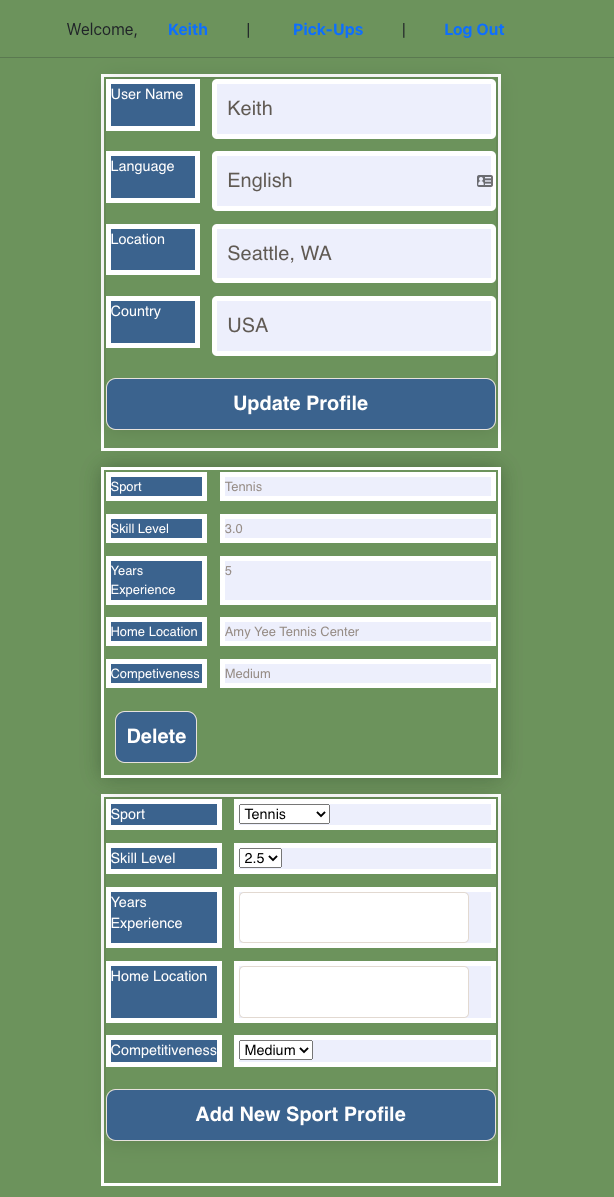 Welcome, Keith | Pick-Ups | Log Out
User Name Keith
Language English
Location Seattle, WA
Country USA
Update Profile
Sport Tennis
Skill Level 3.0
Years 5
Experience
Home Location Amy Yee Tennis Center
Competiveness Medium
Delete
Sport Tennis
Skill Level 2.5
Years
Experience
Home Location
Competitiveness Medium
Add New Sport Profile